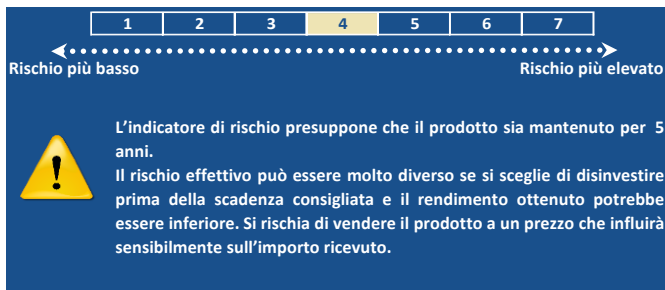 1 2 3 4 5 6 7
Rischio più basso Rischio più elevato
L'indicatore di rischio presuppone che il prodotto sia mantenuto per 5
anni.
Il rischio effettivo può essere molto diverso se si sceglie di disinvestire
prima della scadenza consigliata e il rendimento ottenuto potrebbe
essere inferiore. Si rischia di vendere il prodotto a un prezzo che influirà
sensibilmente sull'importo ricevuto.